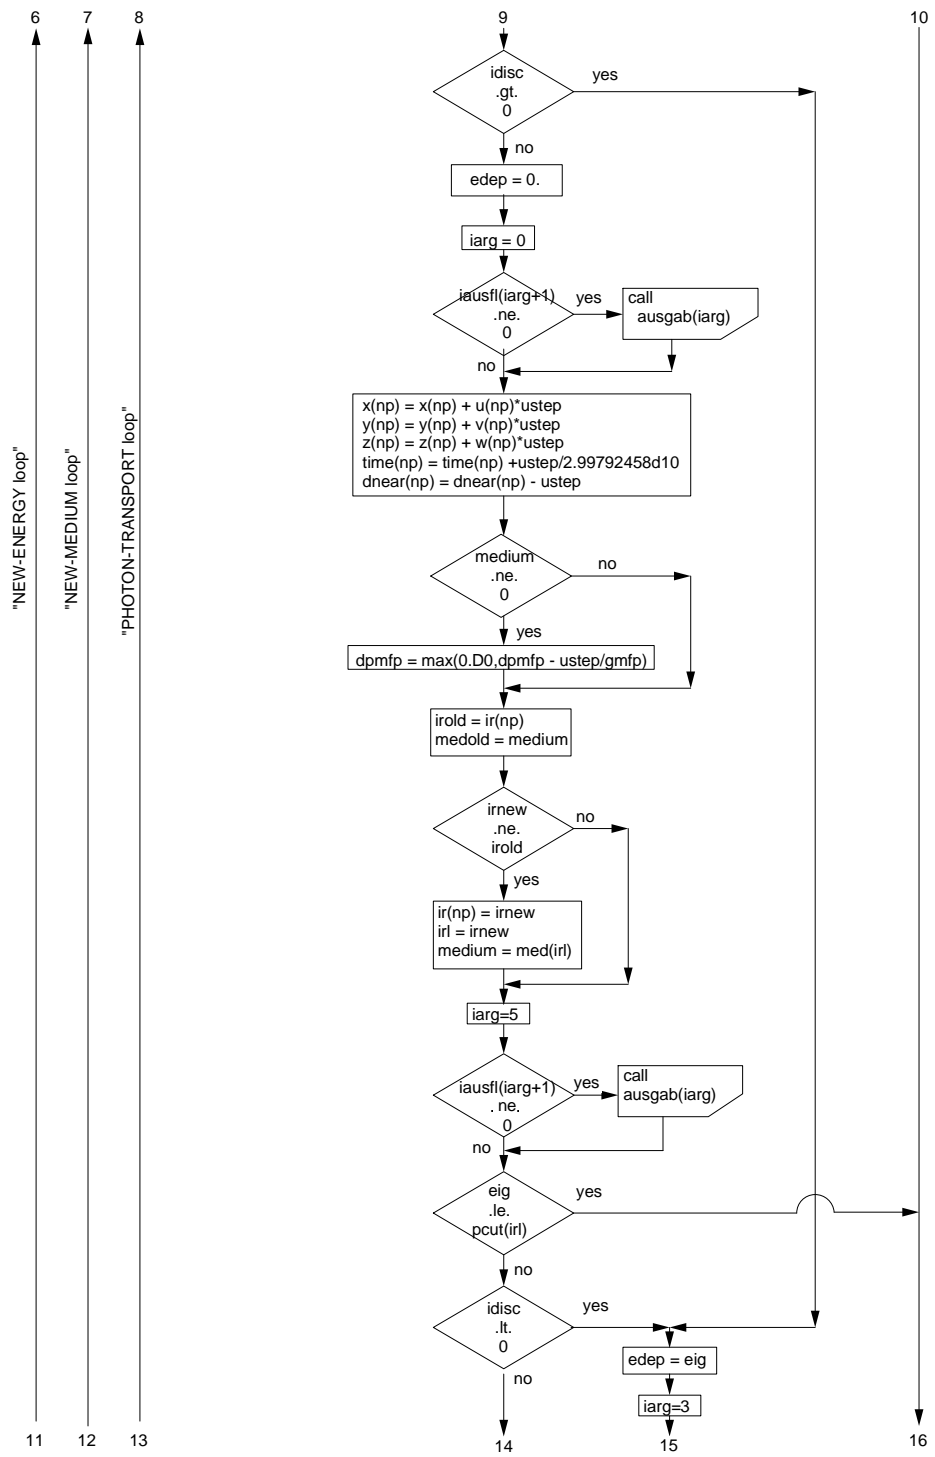 6
7
8
9
10
idisc
.gt.
0
yes
no
edep = 0.
iarg = 0
iausfl(iarg+1)
.ne.
0
yes
call
ausgab(iarg)
no
x(np) = x(np) + u(np)*ustep
y(np) = y(np) + v(np)*ustep
z(np) = z(np) + w(np)*ustep
time(np) = time(np) +ustep/2.99792458d10
dnear(np) = dnear(np) - ustep
"NEW-ENERGY loop"
"NEW-MEDIUM loop"
"PHOTON-TRANSPORT loop"
medium
.ne.
0
no
yes
dpmfp = max(0.D0,dpmfp - ustep/gmfp)
irold = ir(np)
medold = medium
irnew
.ne.
irold
no
yes
ir(np) = irnew
irl = irnew
medium = med(irl)
iarg=5
iausfl(iarg+1)
. ne.
0
yes
call
ausgab(iarg)
no
eig
.le.
pcut(irl)
yes
no
idisc
.lt.
0
yes
no
edep = eig
iarg=3
11
12
13
14
15
16